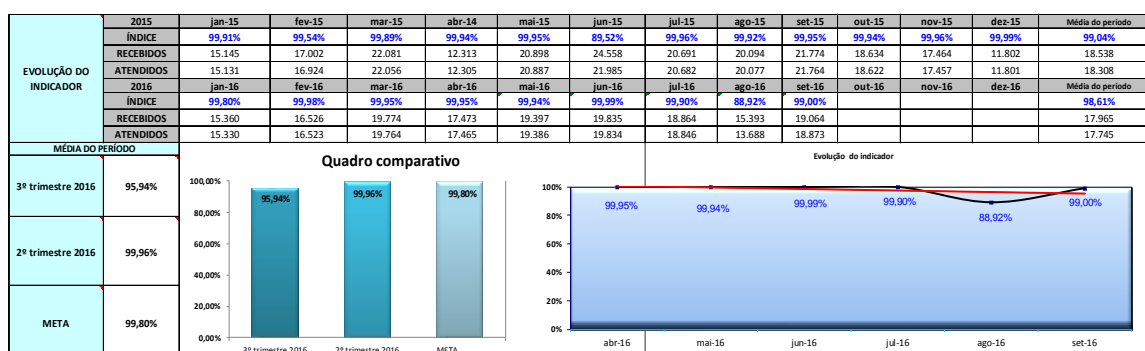 2015 jan-15 fev-15 mar-15 abr-14 mai-15 jun-15 jul-15 ago-15 set-15 out-15 nov-15 dez-15 Média do período
ÍNDICE 99,91% 99,54% 99,89% 99,94% 99,95% 89,52% 99,96% 99,92% 99,95% 99,94% 99,96% 99,99% 99,04%
RECEBIDOS 15.145 17.002 22.081 12.313 20.898 24.558 20.691 20.094 21.774 18.634 17.464 11.802 18.538
EVOLUÇÃO DO INDICADOR
ATENDIDOS 15.131 16.924 22.056 12.305 20.887 21.985 20.682 20.077 21.764 18.622 17.457 11.801 18.308
2016 jan-16 fev-16 mar-16 abr-16 mai-16 jun-16 jul-16 ago-16 set-16 out-16 nov-16 dez-16 Média do período
ÍNDICE 99,80% 99,98% 99,95% 99,95% 99,94% 99,99% 99,90% 88,92% 99,00% 98,61%
RECEBIDOS 15.360 16.526 19.774 17.473 19.397 19.835 18.864 15.393 19.064 17.965
ATENDIDOS 15.330 16.523 19.764 17.465 19.386 19.834 18.846 13.688 18.873 17.745
MÉDIA DO PERÍODO
3º trimestre 2016 95,94%
2º trimestre 2016 99,96%
META 99,80%
Quadro comparativo
100,00%
80,00%
60,00%
40,00%
20,00%
0,00%
95,94% 99,96% 99,80%
3º trimestre 2016 2º trimestre 2016 META
Evolução do indicador
100%
80%
60%
40%
20%
0%
99,95% 99,94% 99,99% 99,90% 88,92% 99,00%
abr-16 mai-16 jun-16 jul-16 ago-16 set-16